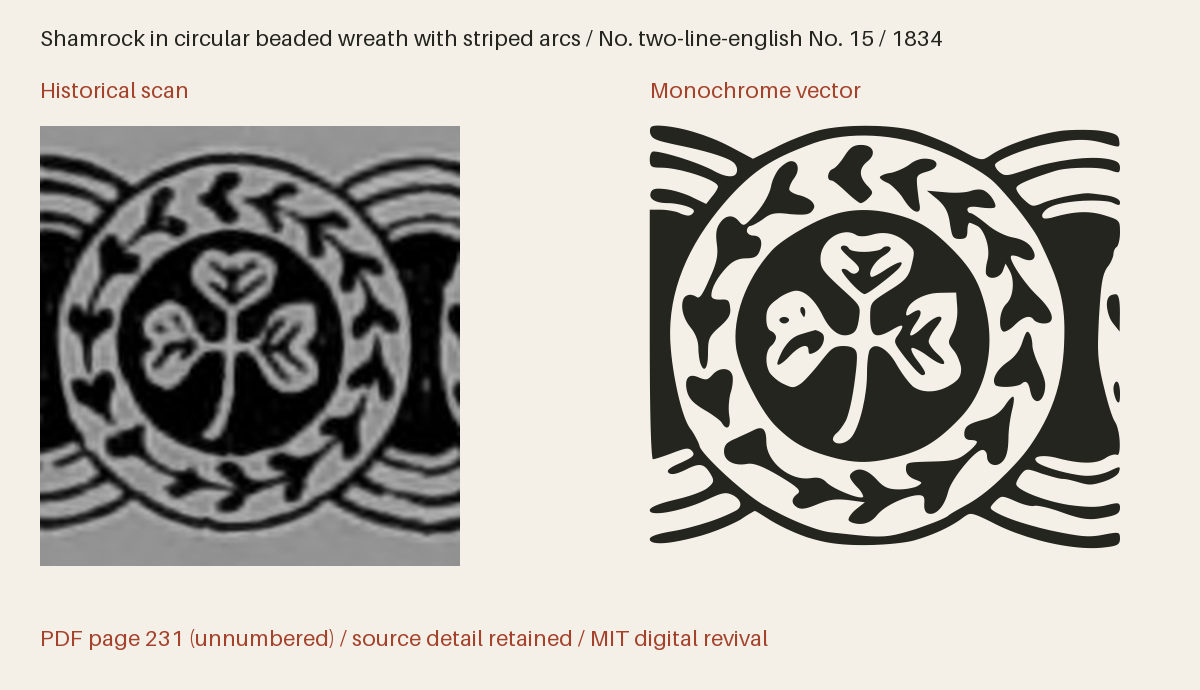 Shamrock in circular beaded wreath with striped arcs / No. two-line-english No. 15 / 1834
Historical scan
Monochrome vector
PDF page 231 (unnumbered) / source detail retained / MIT digital revival